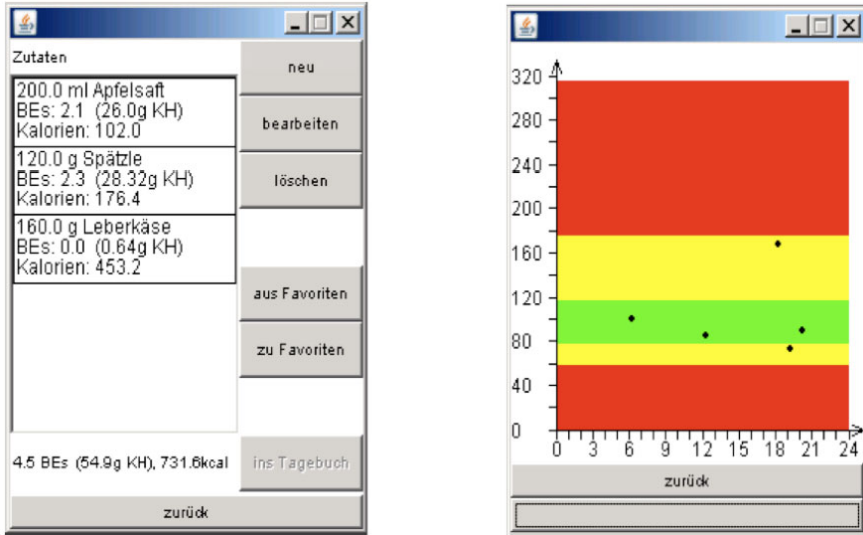 Zutaten
200.0 ml Apfelsaft
BEs: 2.1 (26.0g KH)
Kalorien: 102.0
120.0 g Spätzle
BEs: 2.3 (28.32g KH)
Kalorien: 176.4
160.0 g Leberkäse
BEs: 0.0 (0.64g KH)
Kalorien: 453.2
neu
bearbeiten
löschen
aus Favoriten
zu Favoriten
4.5 BEs (54.9g KH), 731.6kcal
ins Tagebuch
zurück
320
280
240
200
160
120
80
40
0
0 3 6 9 12 15 18 21 24
zurück